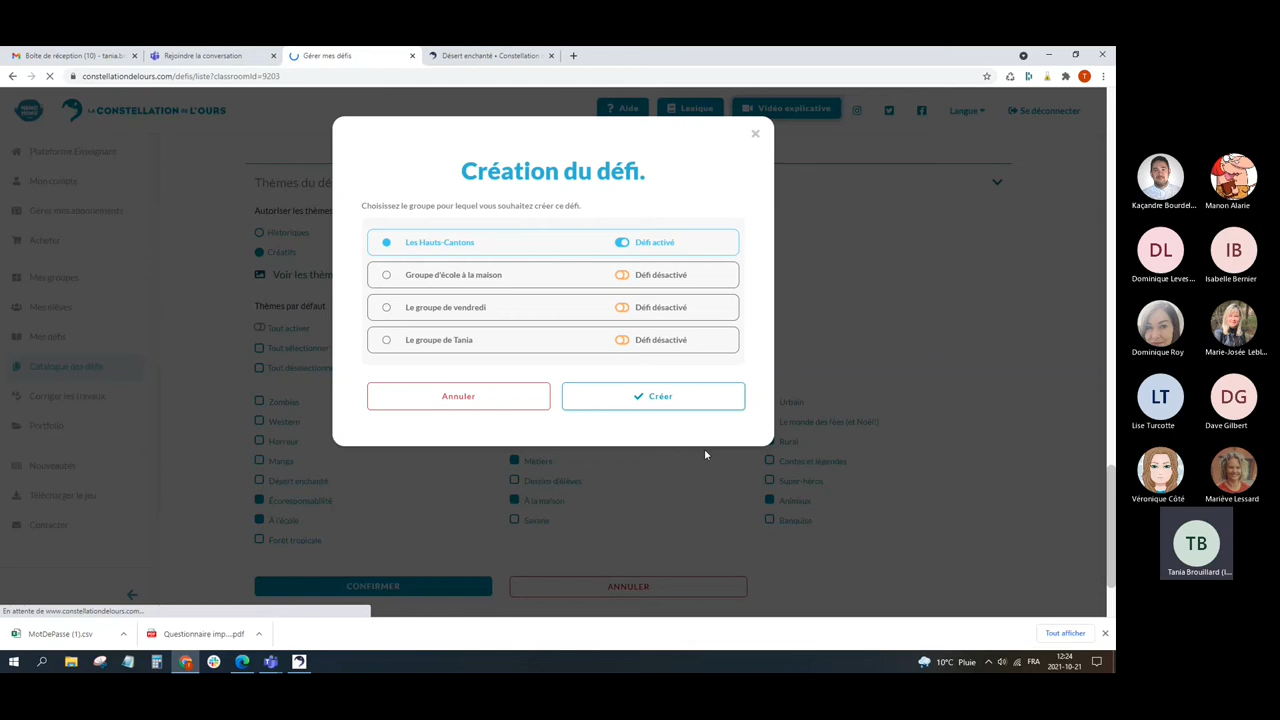 Boîte de réception (10) - tania.b
Rejoindre la conversation
Gérer mes défis
Désert enchanté • Constellation
constellationdelours.com/defis/liste?classroomId=9203
LA CONSTELLATION DE L'OURS
Aide
Lexique
Vidéo explicative
Langue
Se déconnecter
Plateforme Enseignant
Mon compte
Gérer mes abonnements
Acheter
Mes groupes
Mes élèves
Mes défis
Catalogue des défis
Corriger les travaux
Portfolio
Nouveautés
Télécharger le jeu
Contacter
Thèmes du dé
Autoriser les thèmes
Historiques
Créatifs
Voir les thèm
Thèmes par défaut
Tout activer
Tout sélectionner
Tout désélectionne
Création du défi.
Choisissez le groupe pour lequel vous souhaitez créer ce défi.
Les Hauts-Cantons Défi activé
Groupe d'école à la maison Défi désactivé
Le groupe de vendredi Défi désactivé
Le groupe de Tania Défi désactivé
Annuler
Créer
Zombies
Western
Horreur
Manga
Désert enchanté
Écoresponsabilité
À l'école
Forêt tropicale
Métiers
Destins d'élèves
À la maison
Savane
Urbain
Le monde des fées (et Noël!)
Rural
Contes et légendes
Super-héros
Animaux
Banquise
CONFIRMER
ANNULER
En attente de www.constellationdelours.com...
MotDePasse (1).csv
Questionnaire imp....pdf
Tout afficher
10°C Pluie
FRA
12:24
2021-10-21
Kaçandre Bourdel...
Manon Alarie
DL
Dominique Leves...
IB
Isabelle Bernier
Dominique Roy
Marie-Josée Lebl...
LT
Lise Turcotte
DG
Dave Gilbert
Véronique Côté
Mariève Lessard
TB
Tania Brouillard (I...